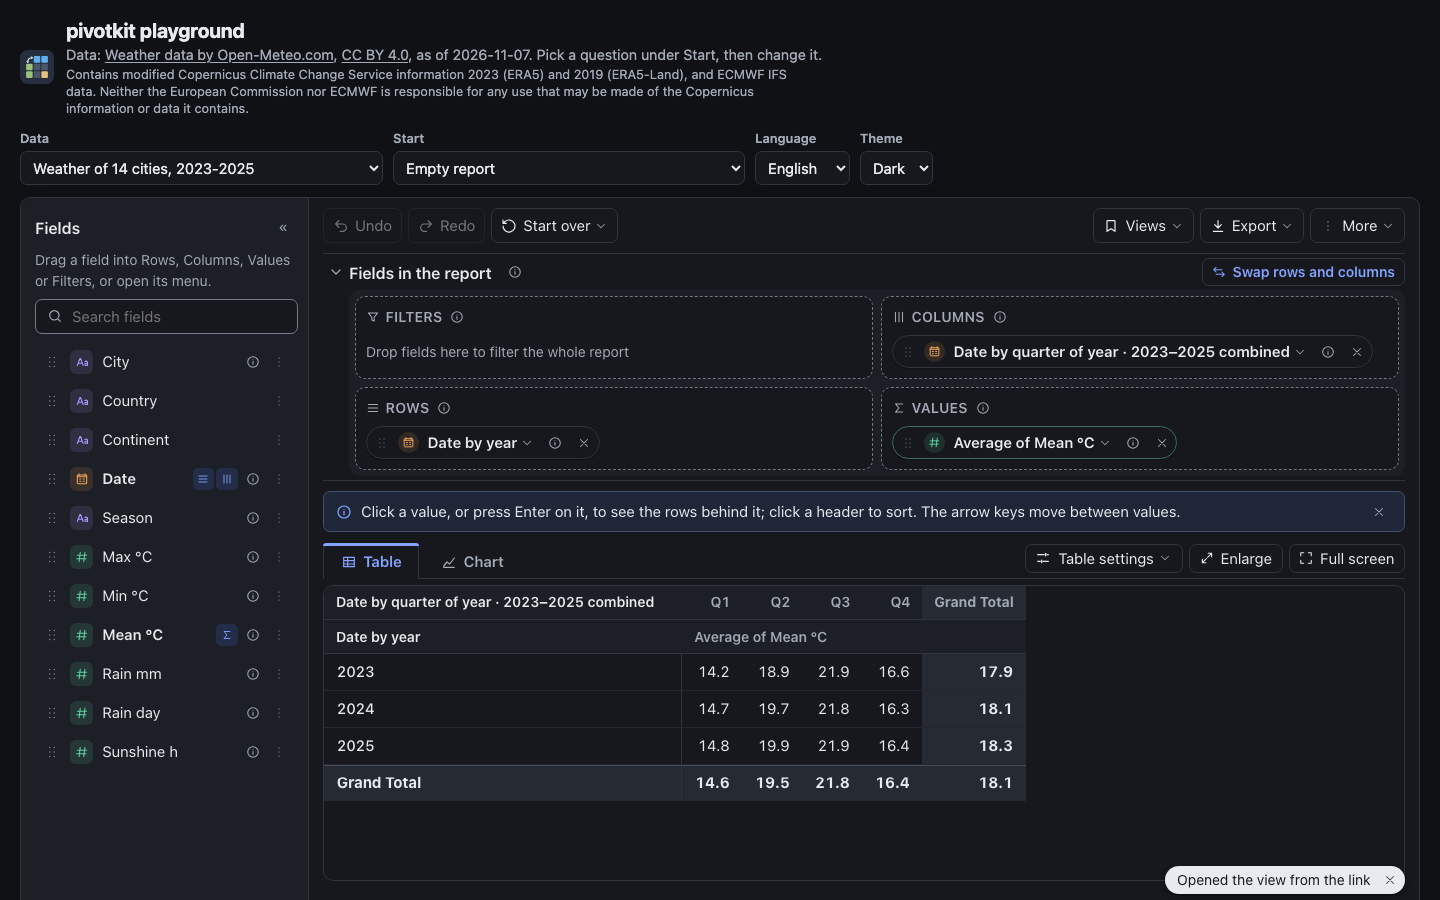 pivotkit playground
Data: Weather data by Open-Meteo.com, CC BY 4.0, as of 2026-11-07. Pick a question under Start, then change it.
Contains modified Copernicus Climate Change Service information 2023 (ERA5) and 2019 (ERA5-Land), and ECMWF IFS
data. Neither the European Commission nor ECMWF is responsible for any use that may be made of the Copernicus
information or data it contains.
Data Start Language Theme
Weather of 14 cities, 2023-2025 Empty report English Dark
Fields «
Drag a field into Rows, Columns, Values
or Filters, or open its menu.
Search fields
Aa City
Aa Country
Aa Continent
Date
Aa Season
# Max °C
# Min °C
# Mean °C Σ
# Rain mm
# Rain day
# Sunshine h
Undo Redo Start over Views Export More
Fields in the report Swap rows and columns
FILTERS
Drop fields here to filter the whole report
COLUMNS
Date by quarter of year · 2023–2025 combined
ROWS
Date by year
Σ VALUES
# Average of Mean °C
Click a value, or press Enter on it, to see the rows behind it; click a header to sort. The arrow keys move between values.
Table Chart Table settings Enlarge Full screen
Date by quarter of year · 2023–2025 combined Q1 Q2 Q3 Q4 Grand Total
Date by year Average of Mean °C
2023 14.2 18.9 21.9 16.6 17.9
2024 14.7 19.7 21.8 16.3 18.1
2025 14.8 19.9 21.9 16.4 18.3
Grand Total 14.6 19.5 21.8 16.4 18.1
Opened the view from the link